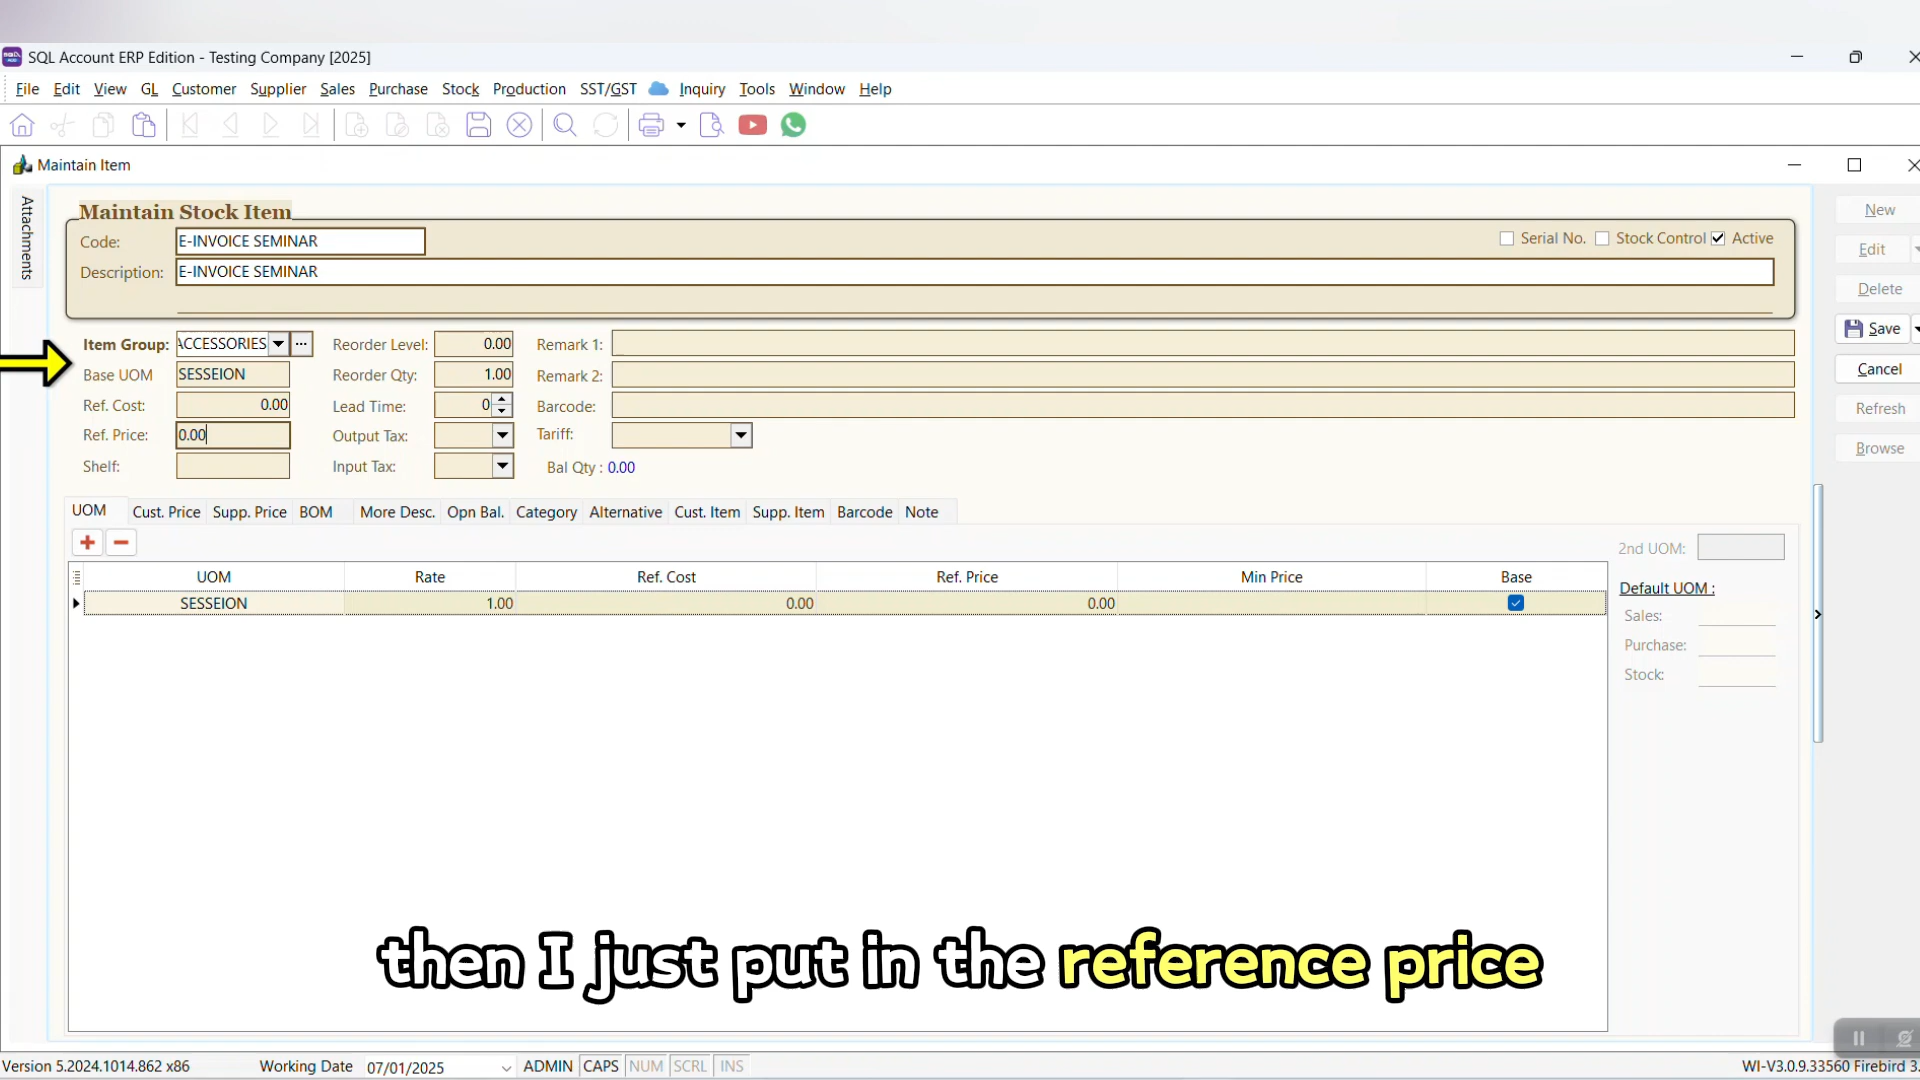 SQL Account ERP Edition - Testing Company [2025]
File Edit View GL Customer Supplier Sales Purchase Stock Production SST/GST Inquiry Tools Window Help
Maintain Item
Attachments
Maintain Stock Item
Code: E-INVOICE SEMINAR
Serial No. Stock Control Active
Description: E-INVOICE SEMINAR
New
Edit
Delete
Save
Cancel
Refresh
Browse
Item Group: ACCESSORIES ... Reorder Level: 0.00 Remark 1:
Base UOM SESSEION Reorder Qty: 1.00 Remark 2:
Ref. Cost: 0.00 Lead Time: 0 Barcode:
Ref. Price: 0.00 Output Tax: Tariff:
Shelf: Input Tax: Bal Qty : 0.00
UOM Cust. Price Supp. Price BOM More Desc. Opn Bal. Category Alternative Cust. Item Supp. Item Barcode Note
UOM Rate Ref. Cost Ref. Price Min Price Base
SESSEION 1.00 0.00 0.00
2nd UOM:
Default UOM :
Sales:
Purchase:
Stock:
then I just put in the reference price
Version 5.2024.1014.862 x86 Working Date 07/01/2025 ADMIN CAPS NUM SCRL INS WI-V3.0.9.33560 Firebird 3.